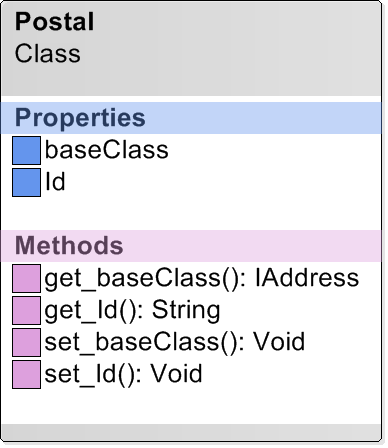 Postal
Class
Properties
baseClass
Id
Methods
get_baseClass(): IAddress
get_Id(): String
set_baseClass(): Void
set_Id(): Void